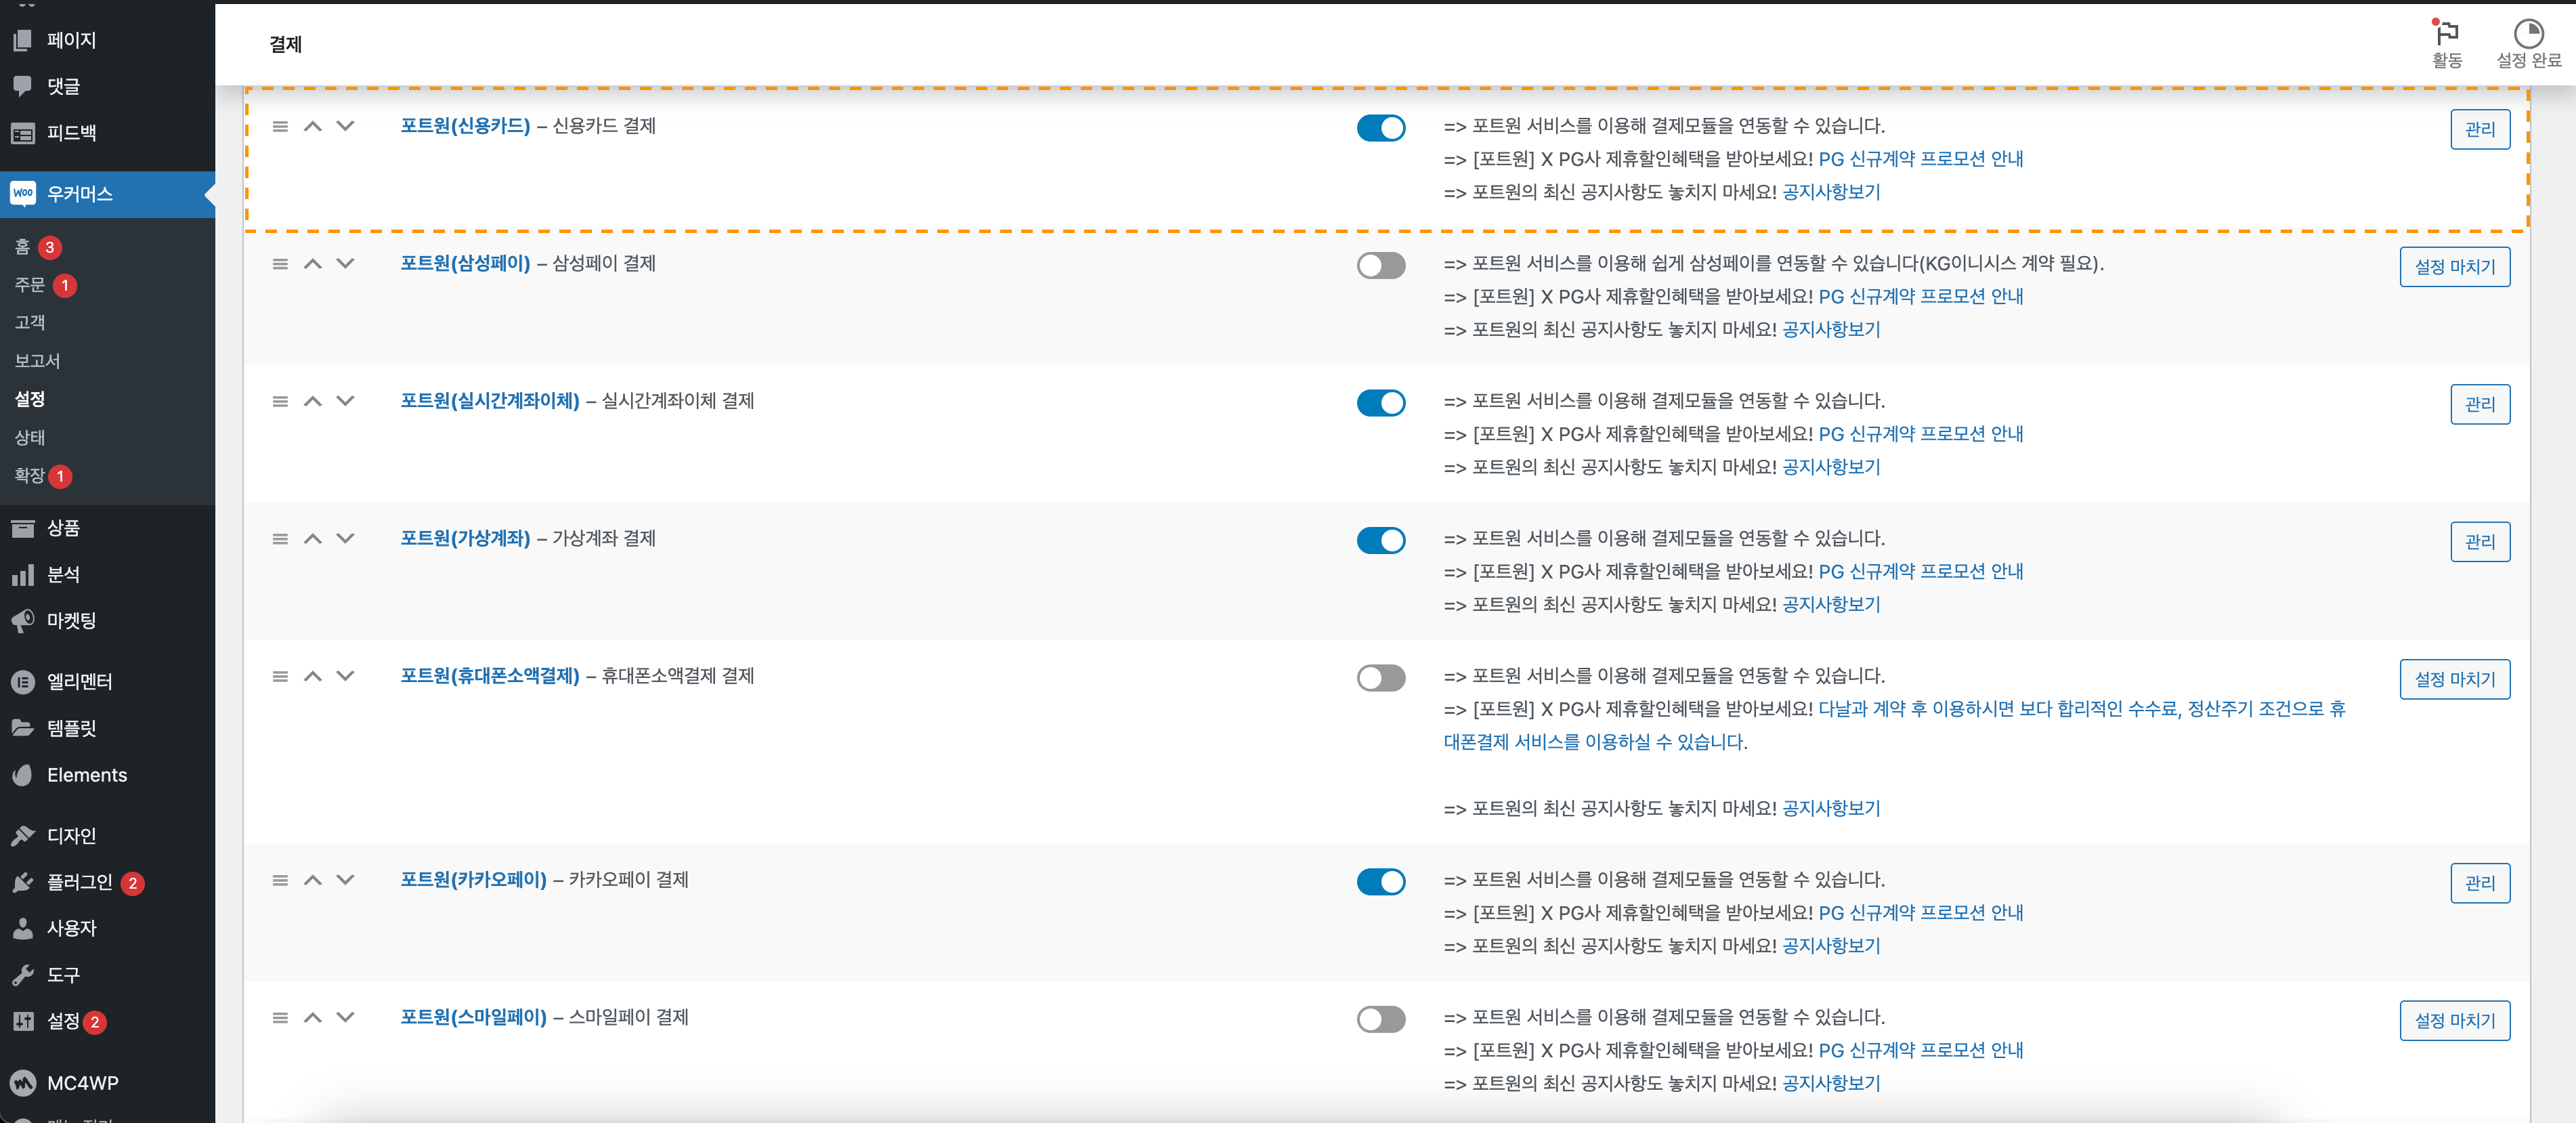 페이지
댓글
피드백
우커머스
홈 3
주문 1
고객
보고서
설정
상태
확장 1
상품
분석
마켓팅
엘리멘터
템플릿
Elements
디자인
플러그인 2
사용자
도구
설정 2
MC4WP
결제
활동
설정 완료
포트원(신용카드) – 신용카드 결제
=> 포트원 서비스를 이용해 결제모듈을 연동할 수 있습니다.
=> [포트원] X PG사 제휴할인혜택을 받아보세요! PG 신규계약 프로모션 안내
=> 포트원의 최신 공지사항도 놓치지 마세요! 공지사항보기
관리
포트원(삼성페이) – 삼성페이 결제
=> 포트원 서비스를 이용해 쉽게 삼성페이를 연동할 수 있습니다(KG이니시스 계약 필요).
=> [포트원] X PG사 제휴할인혜택을 받아보세요! PG 신규계약 프로모션 안내
=> 포트원의 최신 공지사항도 놓치지 마세요! 공지사항보기
설정 마치기
포트원(실시간계좌이체) – 실시간계좌이체 결제
=> 포트원 서비스를 이용해 결제모듈을 연동할 수 있습니다.
=> [포트원] X PG사 제휴할인혜택을 받아보세요! PG 신규계약 프로모션 안내
=> 포트원의 최신 공지사항도 놓치지 마세요! 공지사항보기
관리
포트원(가상계좌) – 가상계좌 결제
=> 포트원 서비스를 이용해 결제모듈을 연동할 수 있습니다.
=> [포트원] X PG사 제휴할인혜택을 받아보세요! PG 신규계약 프로모션 안내
=> 포트원의 최신 공지사항도 놓치지 마세요! 공지사항보기
관리
포트원(휴대폰소액결제) – 휴대폰소액결제 결제
=> 포트원 서비스를 이용해 결제모듈을 연동할 수 있습니다.
=> [포트원] X PG사 제휴할인혜택을 받아보세요! 다날과 계약 후 이용하시면 보다 합리적인 수수료, 정산주기 조건으로 휴
대폰결제 서비스를 이용하실 수 있습니다.
=> 포트원의 최신 공지사항도 놓치지 마세요! 공지사항보기
설정 마치기
포트원(카카오페이) – 카카오페이 결제
=> 포트원 서비스를 이용해 결제모듈을 연동할 수 있습니다.
=> [포트원] X PG사 제휴할인혜택을 받아보세요! PG 신규계약 프로모션 안내
=> 포트원의 최신 공지사항도 놓치지 마세요! 공지사항보기
관리
포트원(스마일페이) – 스마일페이 결제
=> 포트원 서비스를 이용해 결제모듈을 연동할 수 있습니다.
=> [포트원] X PG사 제휴할인혜택을 받아보세요! PG 신규계약 프로모션 안내
=> 포트원의 최신 공지사항도 놓치지 마세요! 공지사항보기
설정 마치기